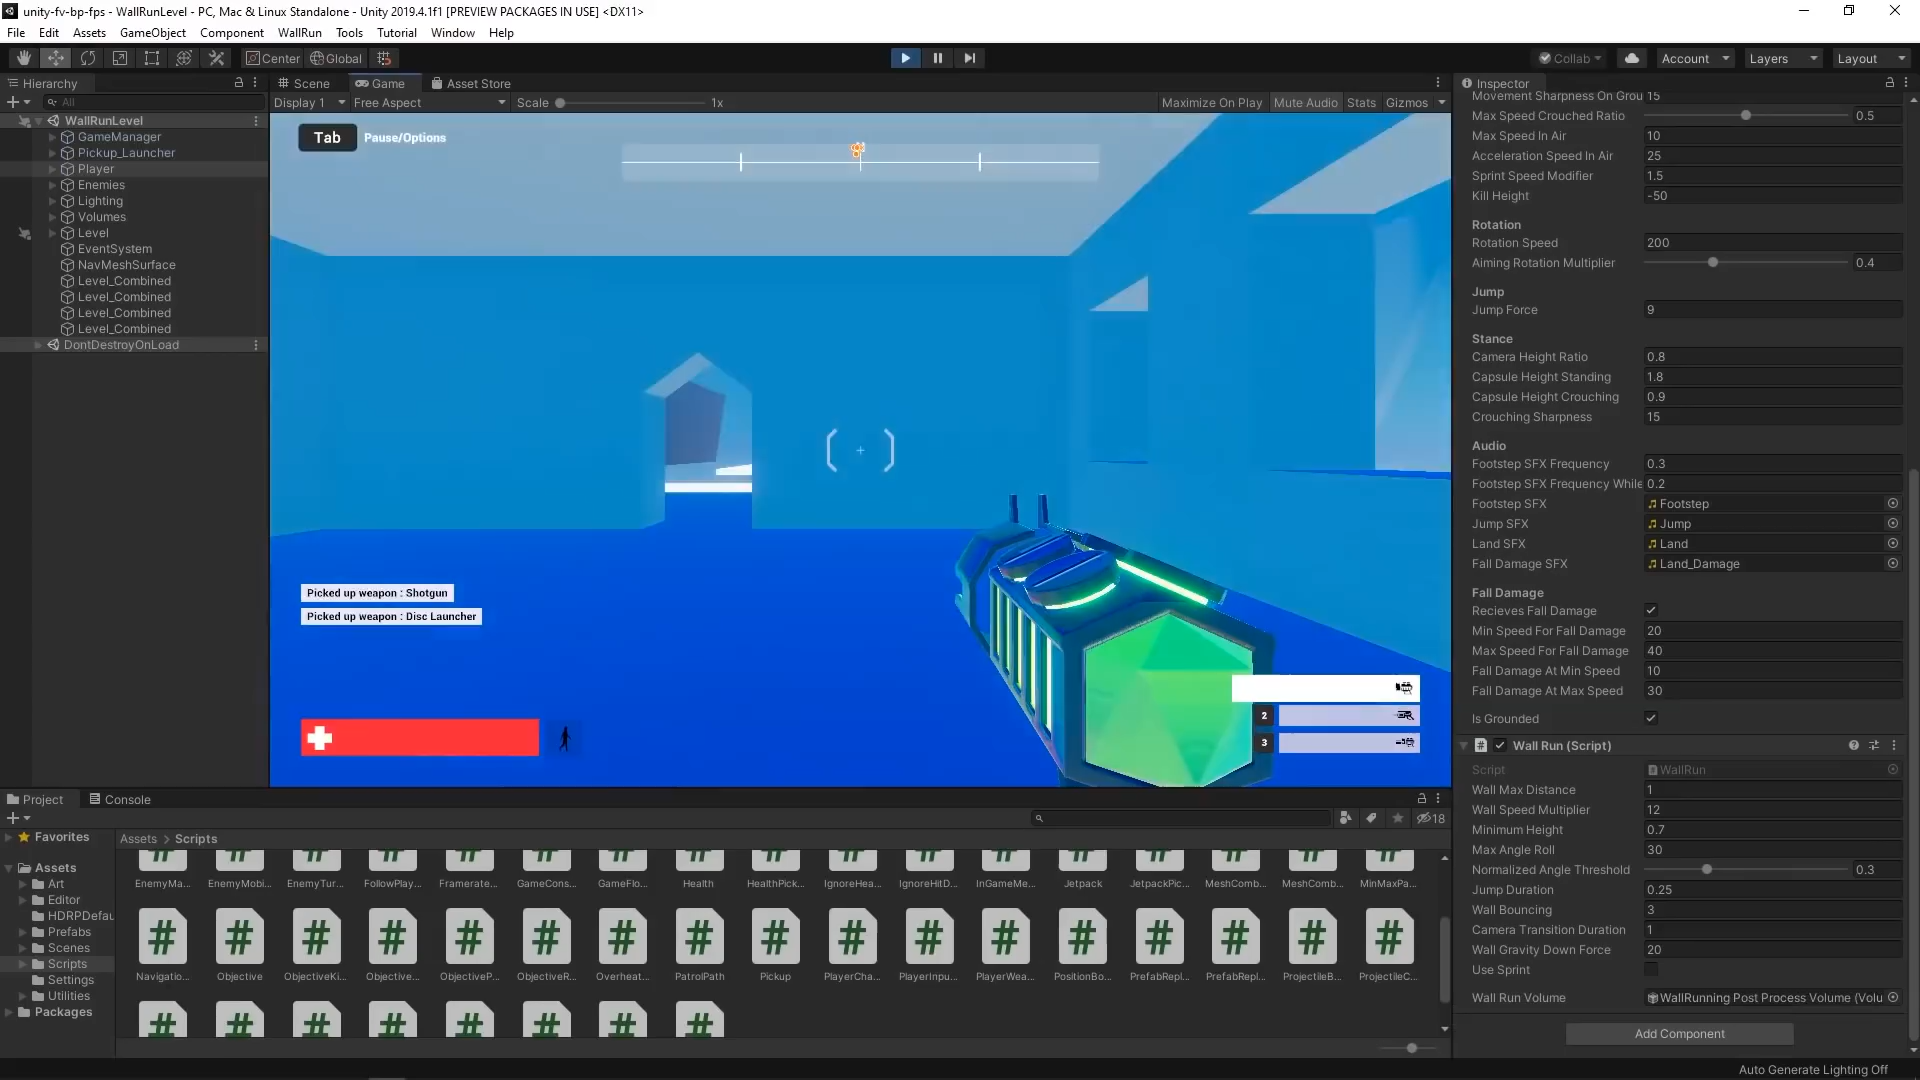 unity-fv-bp-fps - WallRunLevel - PC, Mac & Linux Standalone - Unity 2019.4.1f1 [PREVIEW PACKAGES IN USE] <DX11>
File Edit Assets GameObject Component WallRun Tools Tutorial Window Help
Center Global Collab Account Layers Layout
Hierarchy
All
WallRunLevel
GameManager
Pickup_Launcher
Player
Enemies
Lighting
Volumes
Level
EventSystem
NavMeshSurface
Level_Combined
Level_Combined
Level_Combined
Level_Combined
DontDestroyOnLoad
Scene Game Asset Store
Display 1 Free Aspect Scale 1x Maximize On Play Mute Audio Stats Gizmos
Tab Pause/Options
Picked up weapon : Shotgun
Picked up weapon : Disc Launcher
2
3
Inspector
Movement Sharpness On Grou 15
Max Speed Crouched Ratio 0.5
Max Speed In Air 10
Acceleration Speed In Air 25
Sprint Speed Modifier 1.5
Kill Height -50
Rotation
Rotation Speed 200
Aiming Rotation Multiplier 0.4
Jump
Jump Force 9
Stance
Camera Height Ratio 0.8
Capsule Height Standing 1.8
Capsule Height Crouching 0.9
Crouching Sharpness 15
Audio
Footstep SFX Frequency 0.3
Footstep SFX Frequency While 0.2
Footstep SFX Footstep
Jump SFX Jump
Land SFX Land
Fall Damage SFX Land_Damage
Fall Damage
Recieves Fall Damage
Min Speed For Fall Damage 20
Max Speed For Fall Damage 40
Fall Damage At Min Speed 10
Fall Damage At Max Speed 30
Is Grounded
Wall Run (Script)
Script WallRun
Wall Max Distance 1
Wall Speed Multiplier 12
Minimum Height 0.7
Max Angle Roll 30
Normalized Angle Threshold 0.3
Jump Duration 0.25
Wall Bouncing 3
Camera Transition Duration 1
Wall Gravity Down Force 20
Use Sprint
Wall Run Volume WallRunning Post Process Volume (Volu
Add Component
Project Console
18
Favorites
Assets
Art
Editor
HDRPDefau
Prefabs
Scenes
Scripts
Settings
Utilities
Packages
Assets > Scripts
EnemyMa... EnemyMobi... EnemyTur... FollowPlay... Framerate... GameCons... GameFlo... Health HealthPick... IgnoreHea... IgnoreHitD... InGameMe... Jetpack JetpackPic... MeshComb... MeshComb... MinMaxPa...
Navigatio... Objective ObjectiveKi... Objective... ObjectiveP... ObjectiveR... Overheat... PatrolPath Pickup PlayerCha... PlayerInpu... PlayerWea... PositionBo... PrefabRepl... PrefabRepl... ProjectileB... ProjectileC...
Auto Generate Lighting Off